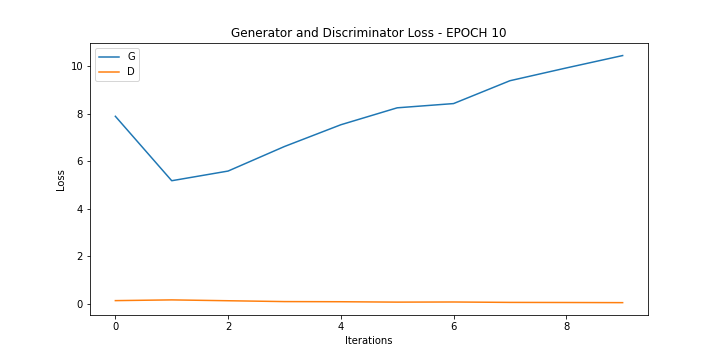 Generator and Discriminator Loss - EPOCH 10
G
D
10
8
6
4
2
0
Loss
0 2 4 6 8
Iterations